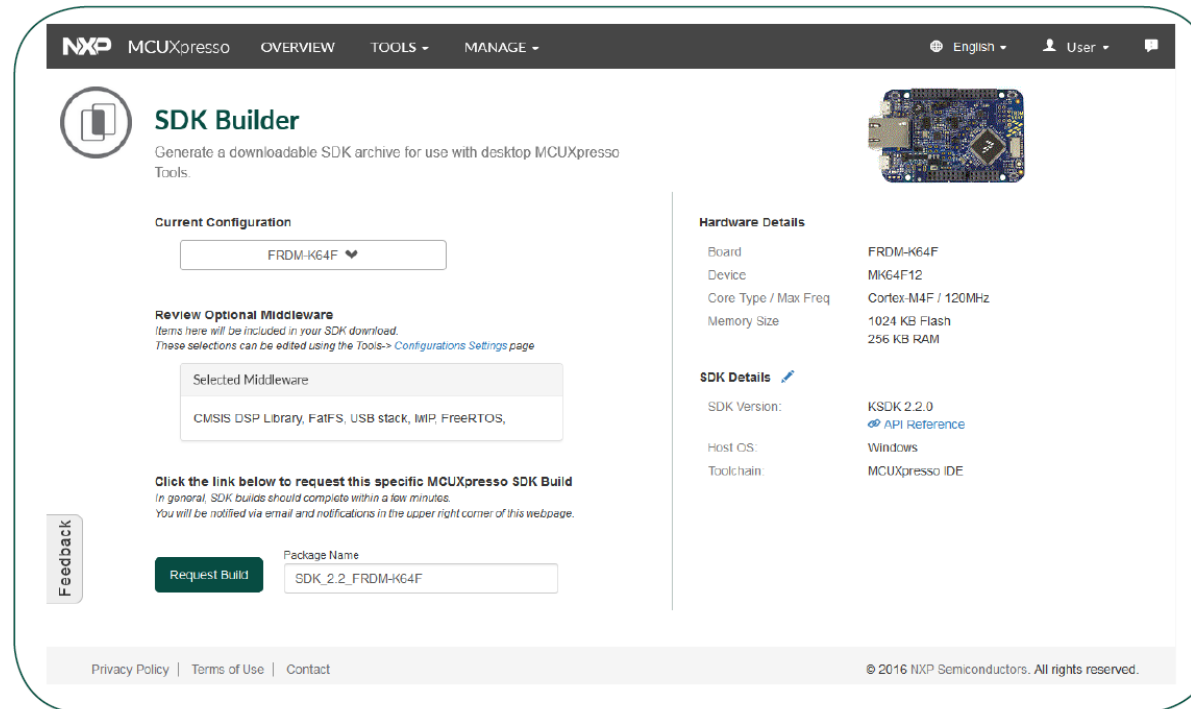 NXP MCUXpresso OVERVIEW TOOLS MANAGE English User
SDK Builder
Generate a downloadable SDK archive for use with desktop MCUXpresso
Tools.
Current Configuration
FRDM-K64F
Review Optional Middleware
Items here will be included in your SDK download.
These selections can be edited using the Tools-> Configurations Settings page
Selected Middleware
CMSIS DSP Library, FatFS, USB stack, lwIP, FreeRTOS,
Click the link below to request this specific MCUXpresso SDK Build
In general, SDK builds should complete within a few minutes.
You will be notified via email and notifications in the upper right corner of this webpage.
Package Name
Request Build SDK_2.2_FRDM-K64F
Feedback
Hardware Details
Board FRDM-K64F
Device MK64F12
Core Type / Max Freq Cortex-M4F / 120MHz
Memory Size 1024 KB Flash
256 KB RAM
SDK Details
SDK Version: KSDK 2.2.0
API Reference
Host OS: Windows
Toolchain: MCUXpresso IDE
Privacy Policy | Terms of Use | Contact
© 2016 NXP Semiconductors. All rights reserved.